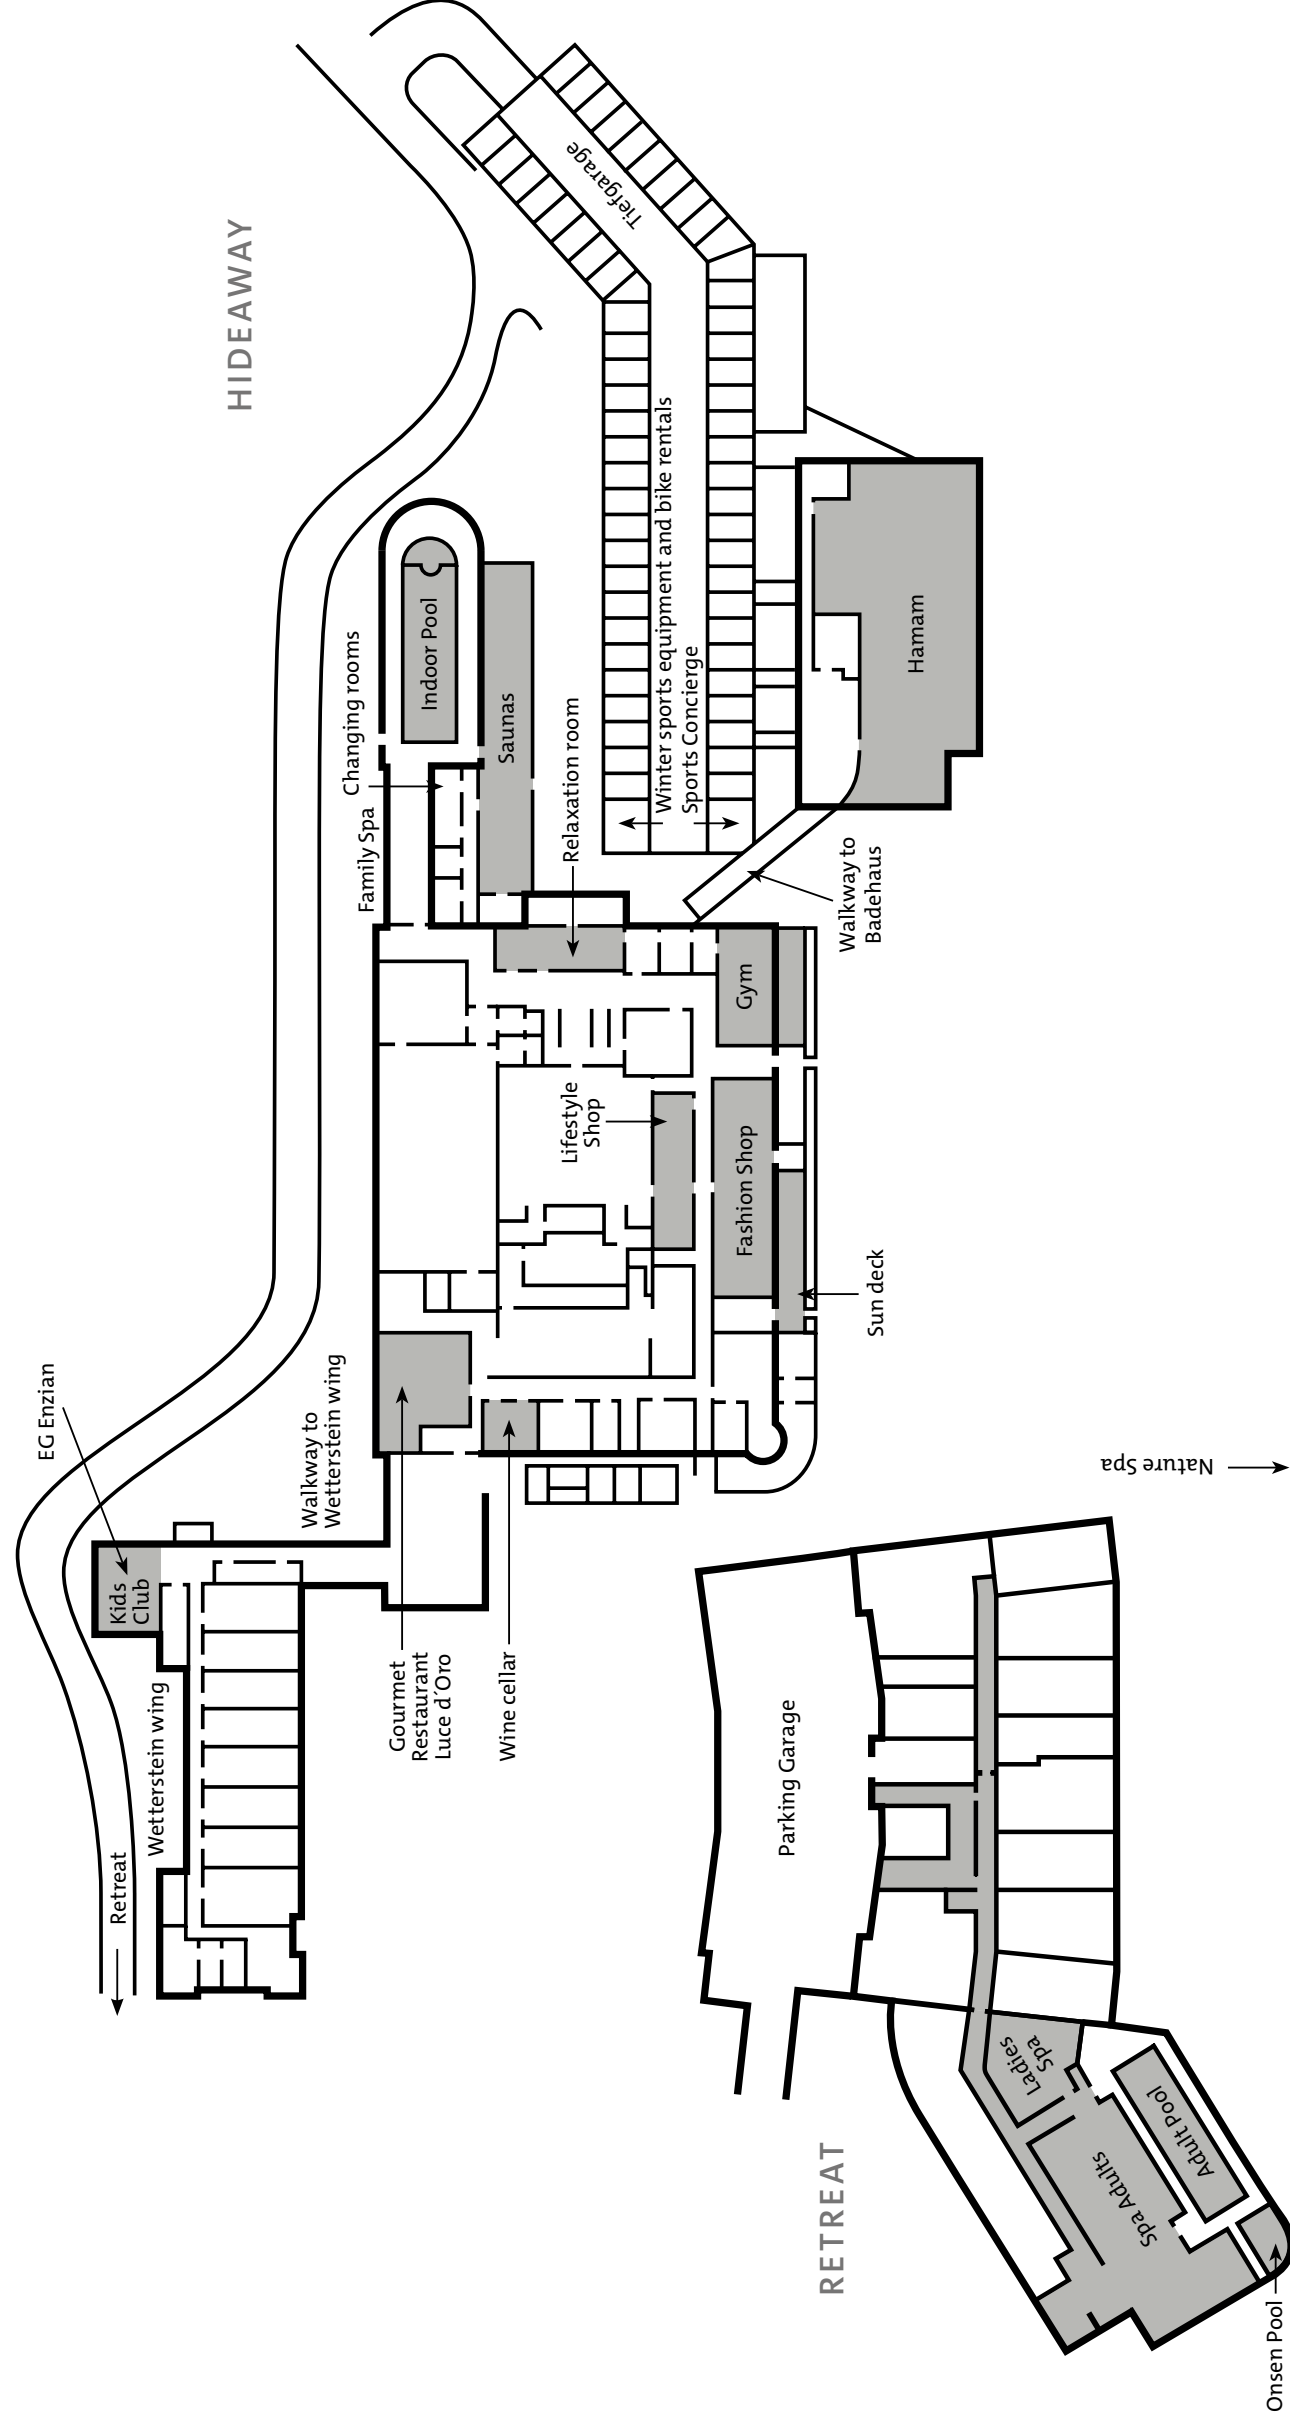 HIDEAWAY
Tiefgarage
Winter sports equipment and bike rentals
Sports Concierge
Indoor Pool
Changing rooms
Family Spa
Saunas
Relaxation room
Hamam
Walkway to
Badehaus
Gym
Lifestyle
Shop
Fashion Shop
Sun deck
EG Enzian
Walkway to
Wetterstein wing
Kids
Club
Wetterstein wing
Retreat
Gourmet
Restaurant
Luce d´Oro
Wine cellar
Nature Spa
Parking Garage
RETREAT
Ladies
Spa
Adult Pool
Spa Adults
Onsen Pool